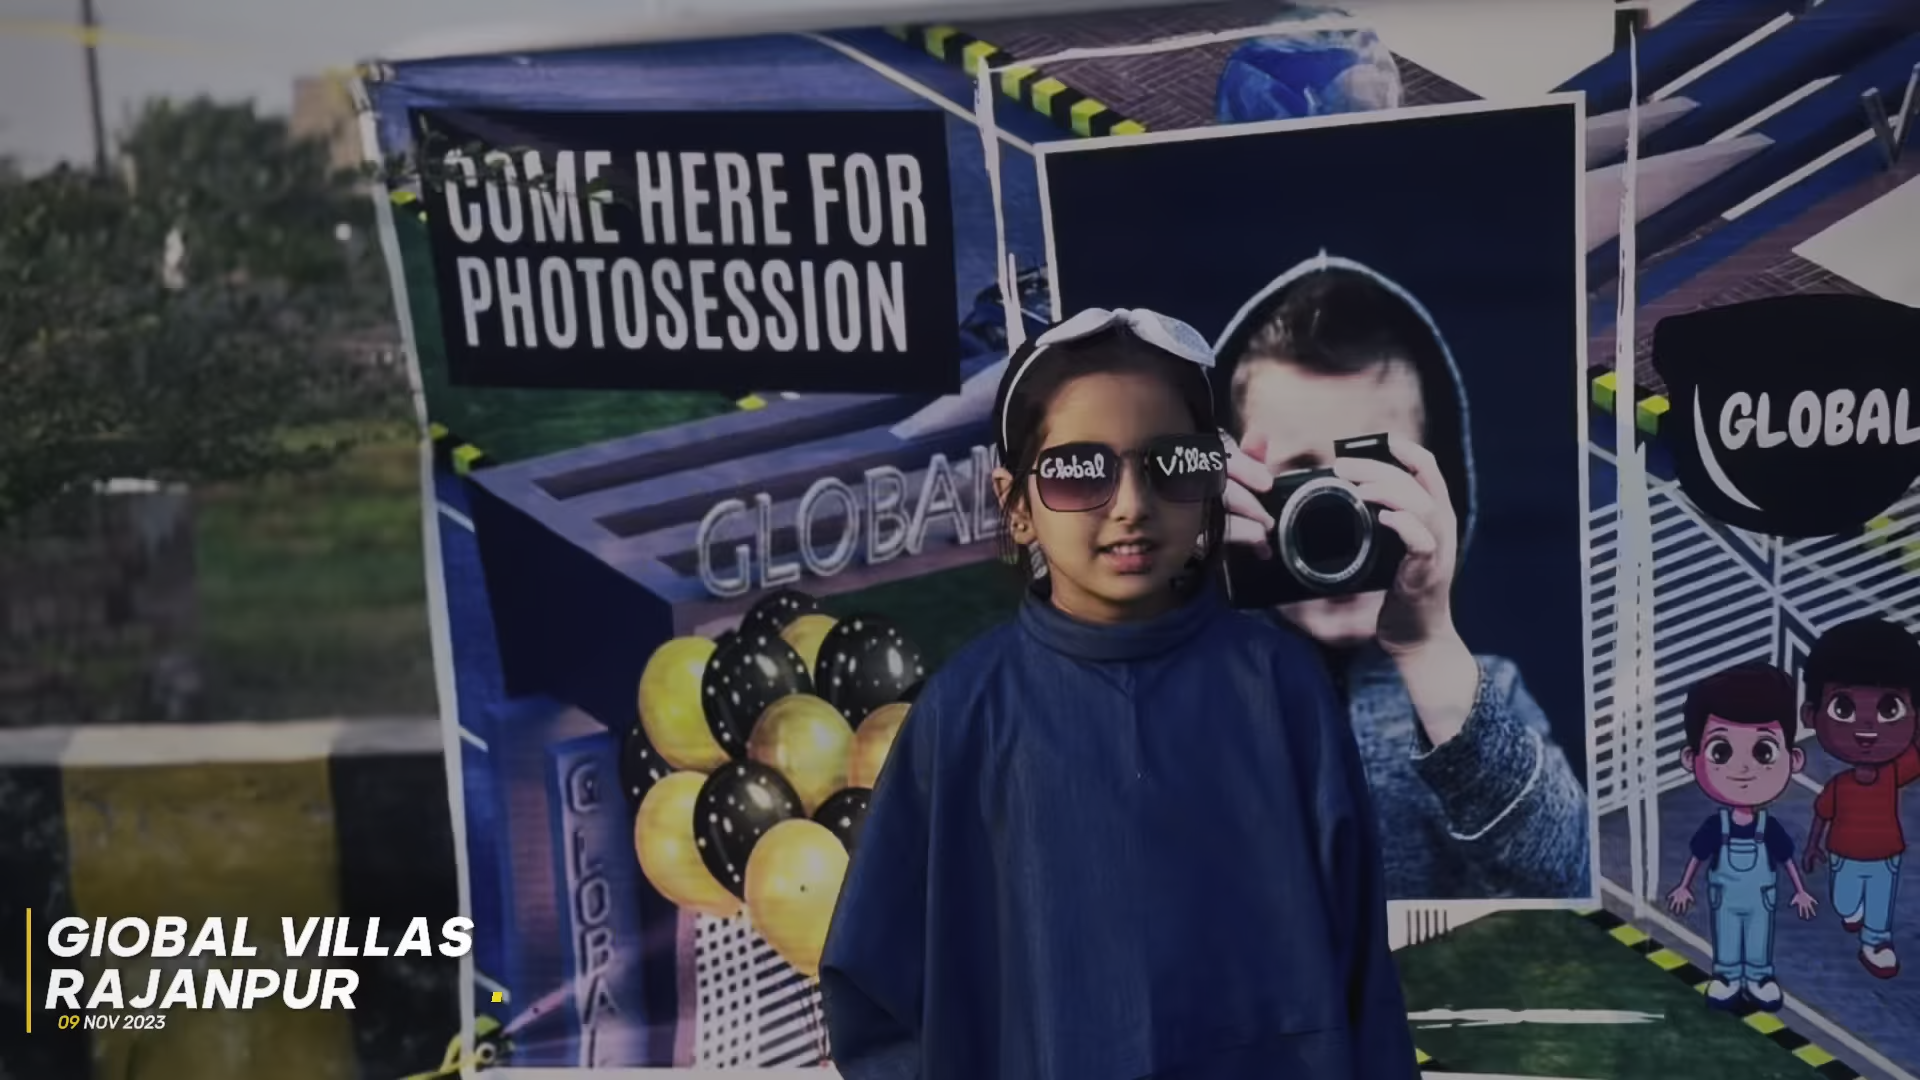 COME HERE FOR
PHOTOSESSION
GLOBAL
Global Villas
GLOBAL
GLOBAL
GIOBAL VILLAS
RAJANPUR
09 NOV 2023